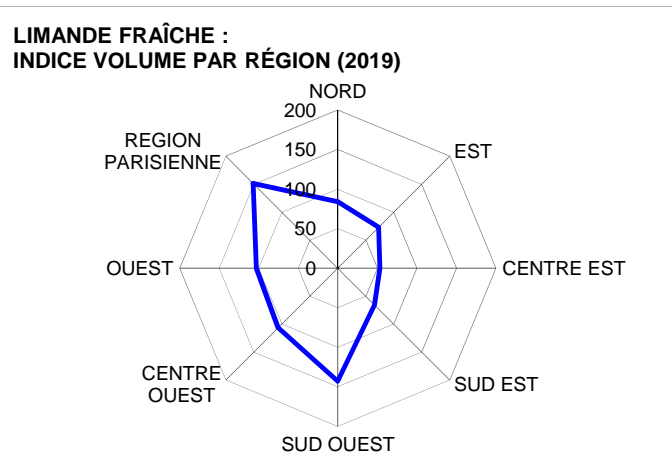 LIMANDE FRAÎCHE :
INDICE VOLUME PAR RÉGION (2019)
NORD
200
REGION
PARISIENNE
150
EST
100
50
OUEST
0
CENTRE EST
CENTRE
OUEST
SUD EST
SUD OUEST